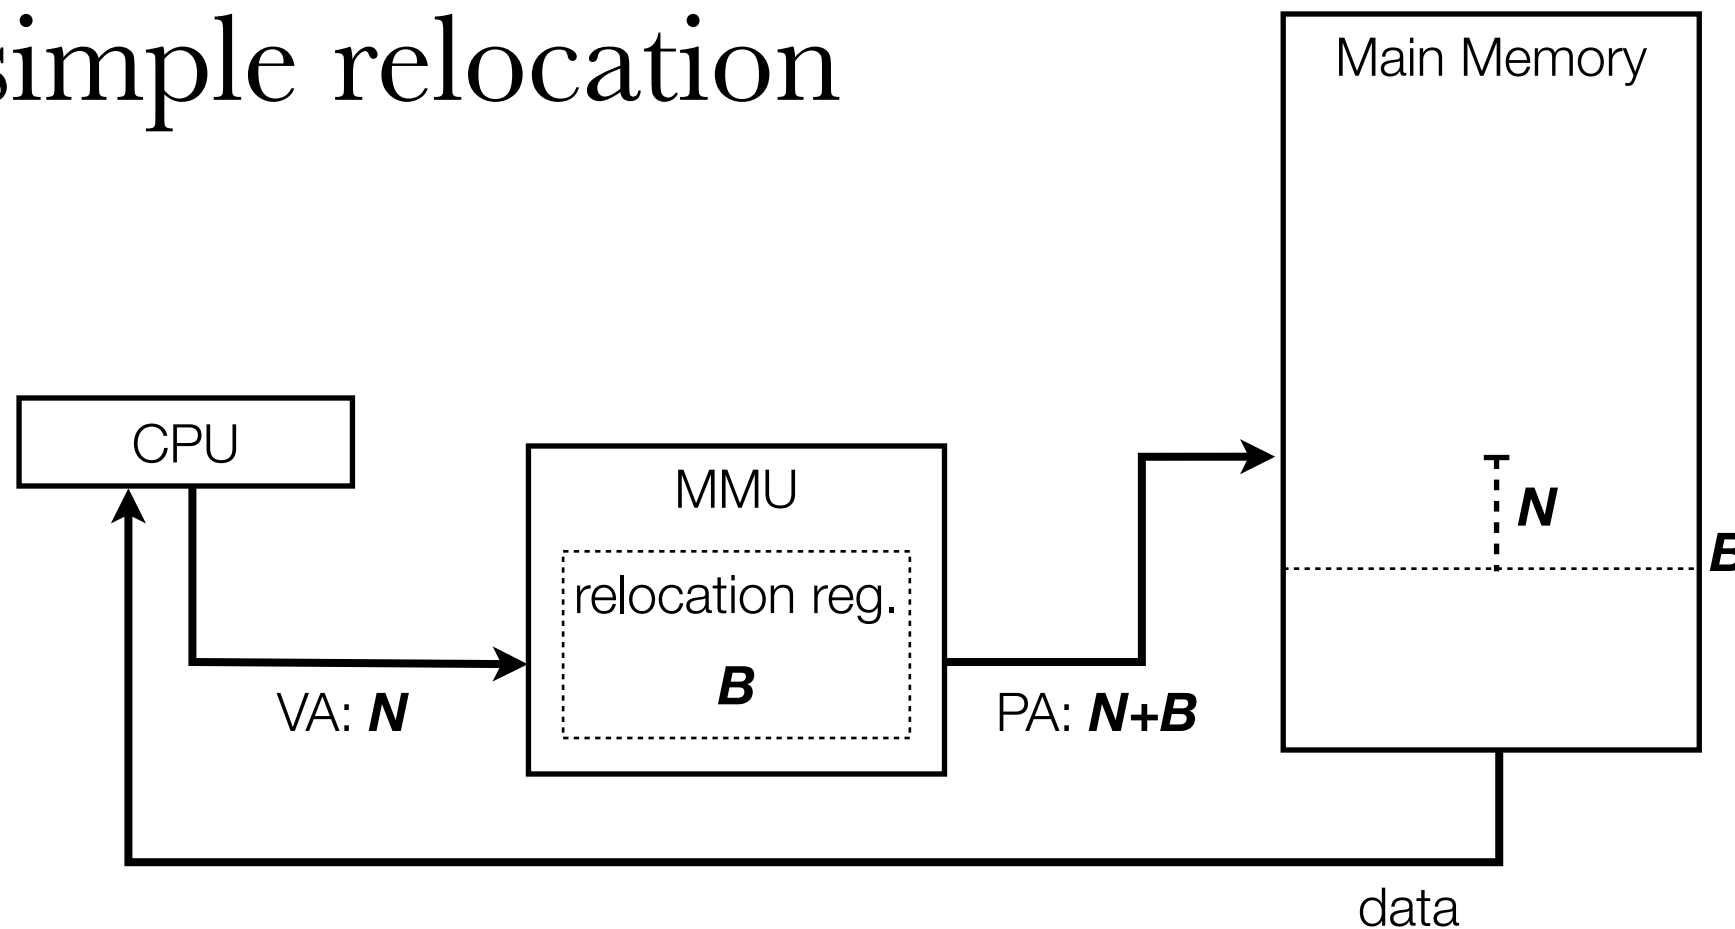 simple relocation
Main Memory
CPU
MMU
N
B
relocation reg.
B
VA: N
PA: N+B
data